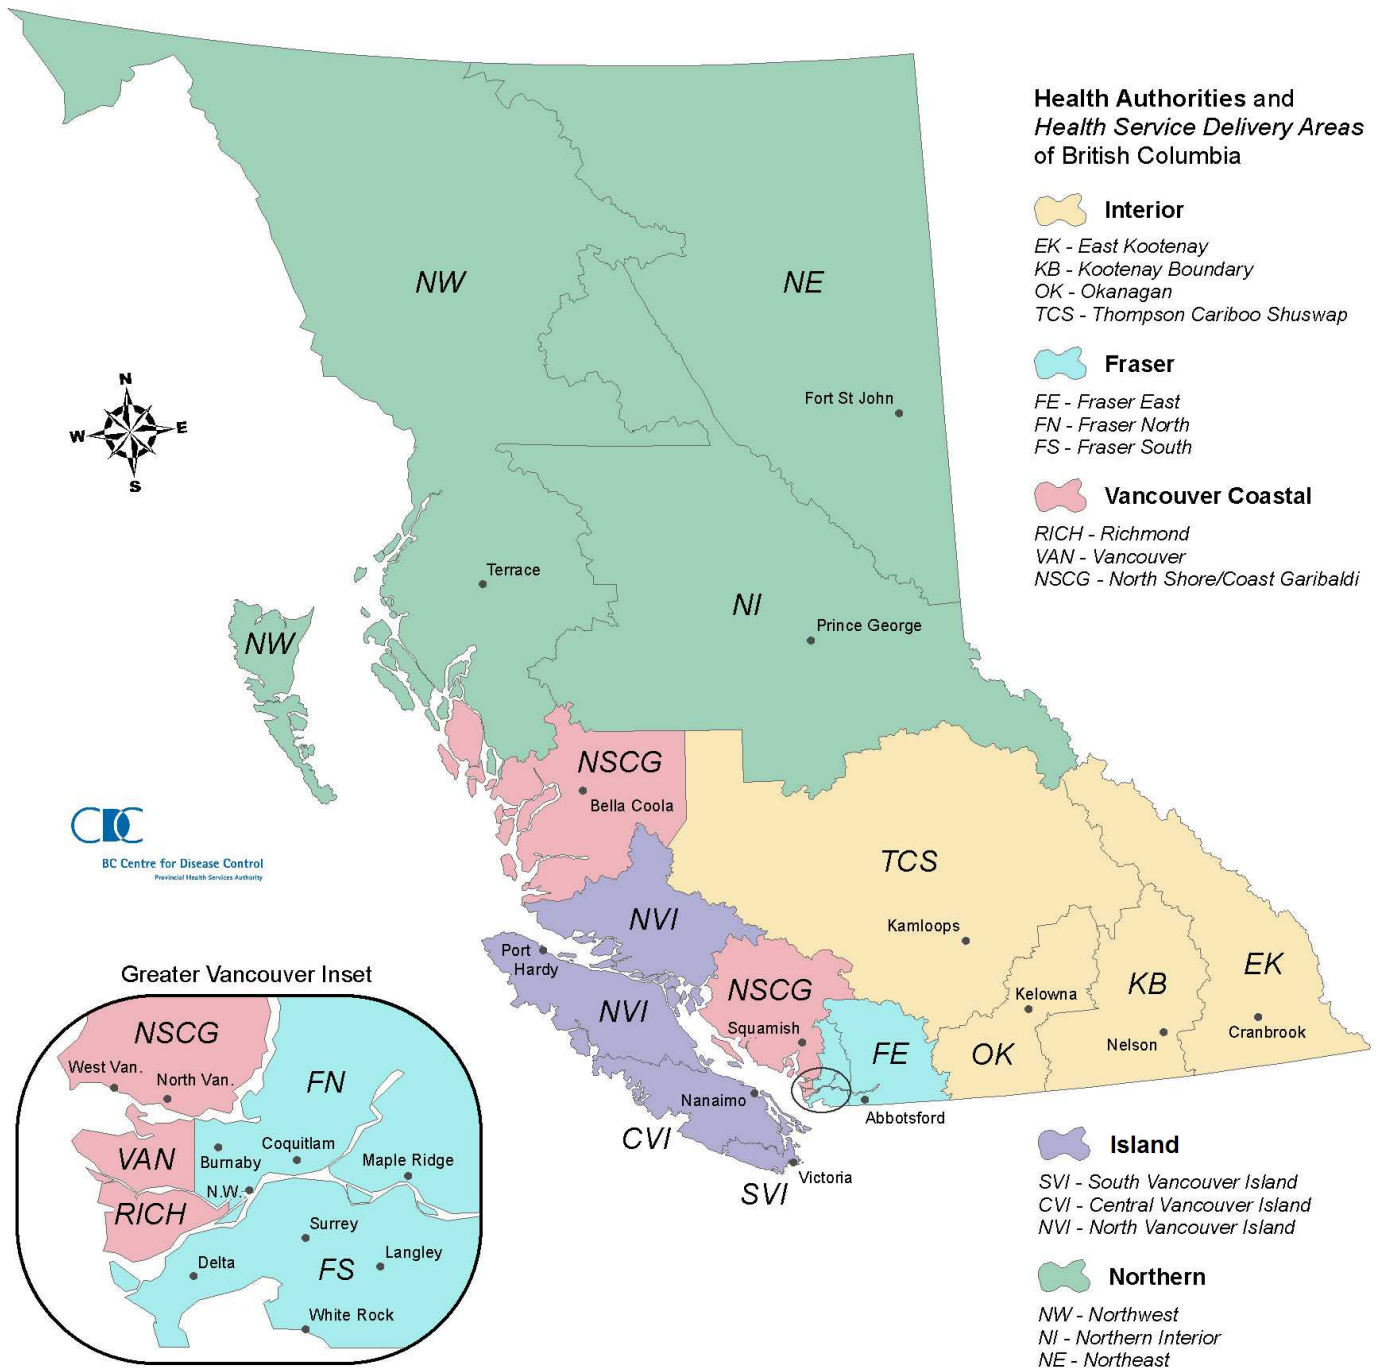 Health Authorities and
Health Service Delivery Areas
of British Columbia
Interior
EK - East Kootenay
KB - Kootenay Boundary
OK - Okanagan
TCS - Thompson Cariboo Shuswap
Fraser
FE - Fraser East
FN - Fraser North
FS - Fraser South
Vancouver Coastal
RICH - Richmond
VAN - Vancouver
NSCG - North Shore/Coast Garibaldi
NW
NE
Fort St John
N
W
E
S
Terrace
NI
Prince George
NW
NSCG
Bella Coola
CDC
BC Centre for Disease Control
Provincial Health Services Authority
TCS
Kamloops
NVI
Port
Hardy
NVI
NSCG
Squamish
Kelowna
KB
EK
Nelson
Cranbrook
FE
OK
Nanaimo
Abbotsford
CVI
Victoria
SVI
Greater Vancouver Inset
NSCG
West Van.
North Van.
FN
VAN
Burnaby
Coquitlam
Maple Ridge
N.W.
RICH
Surrey
Delta
FS
Langley
White Rock
Island
SVI - South Vancouver Island
CVI - Central Vancouver Island
NVI - North Vancouver Island
Northern
NW - Northwest
NI - Northern Interior
NE - Northeast